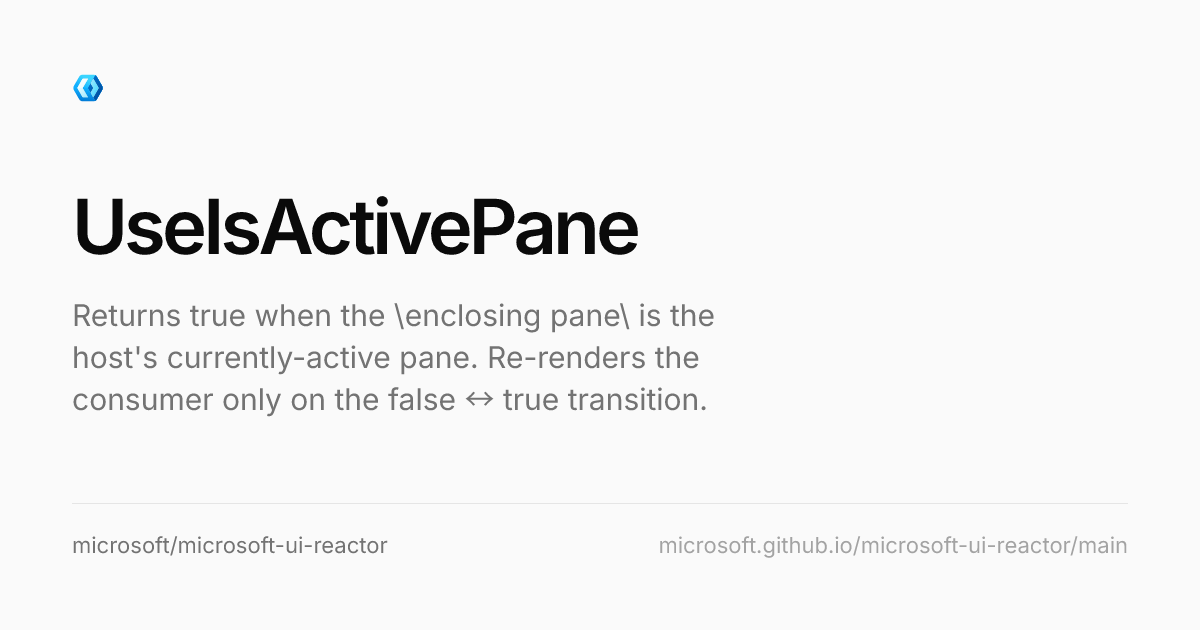 UseIsActivePane
Returns true when the \enclosing pane\ is the
host's currently-active pane. Re-renders the
consumer only on the false ↔ true transition.
microsoft/microsoft-ui-reactor
microsoft.github.io/microsoft-ui-reactor/main